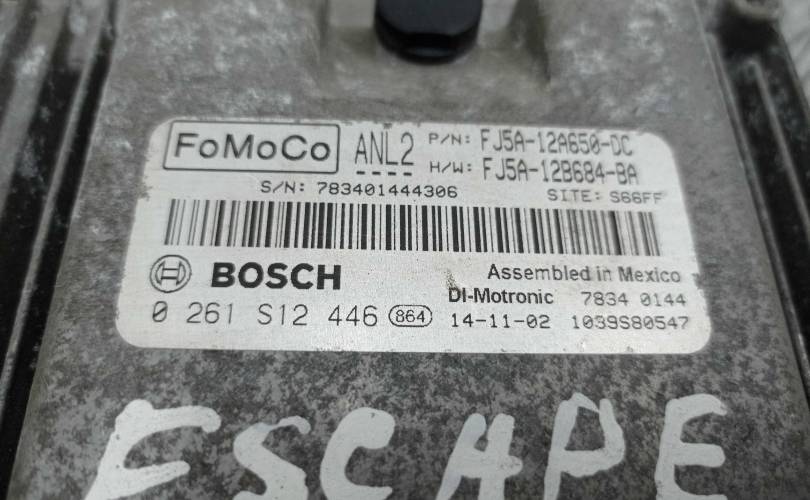 FoMoCo ANL2 P/N: FJ5A-12A650-DC
H/W: FJ5A-12B684-BA
S/N: 783401444306 SITE: S66FF
BOSCH Assembled in Mexico
DI-Motronic 7834 0144
0 261 S12 446 864 14-11-02 1039S80547
ESCAPE